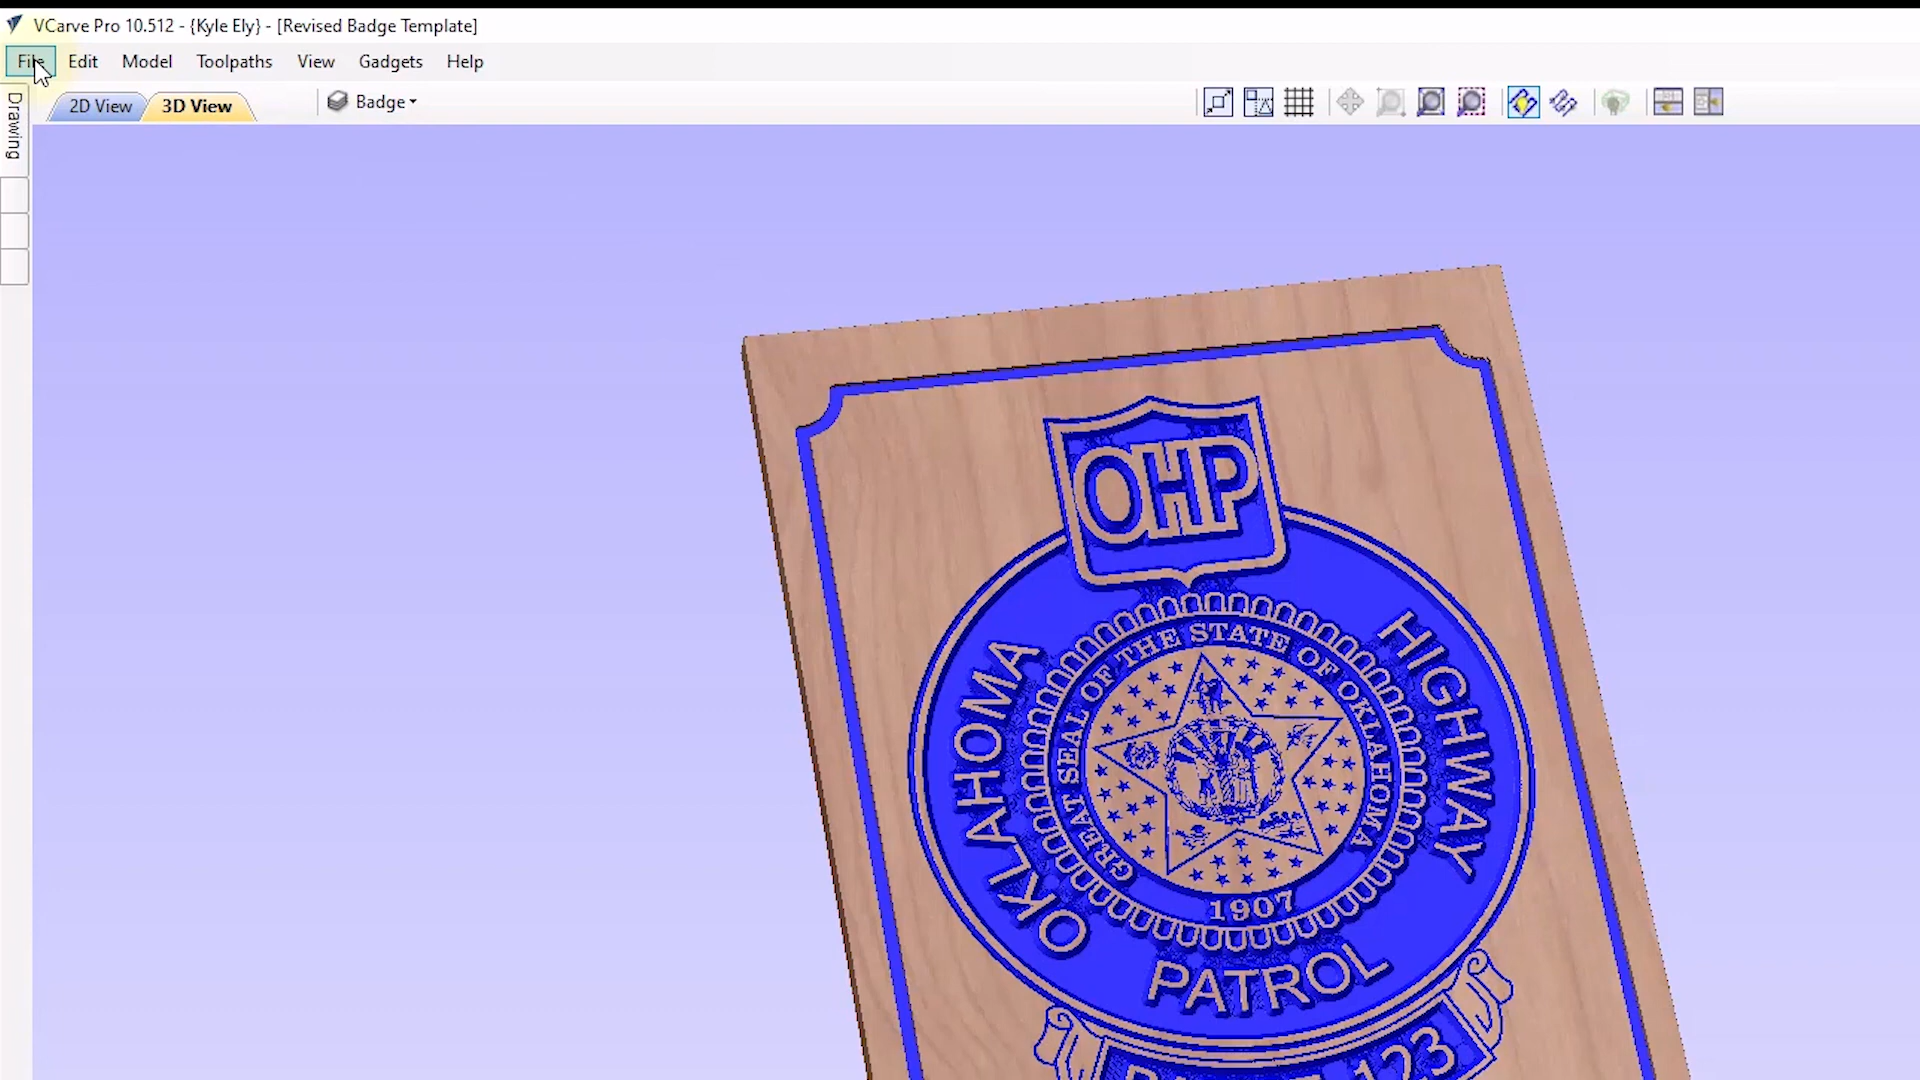 VCarve Pro 10.512 - {Kyle Ely} - [Revised Badge Template]
File Edit Model Toolpaths View Gadgets Help
2D View 3D View Badge
Drawing
OHP
OKLAHOMA HIGHWAY PATROL
GREAT SEAL OF THE STATE OF OKLAHOMA
1907
123